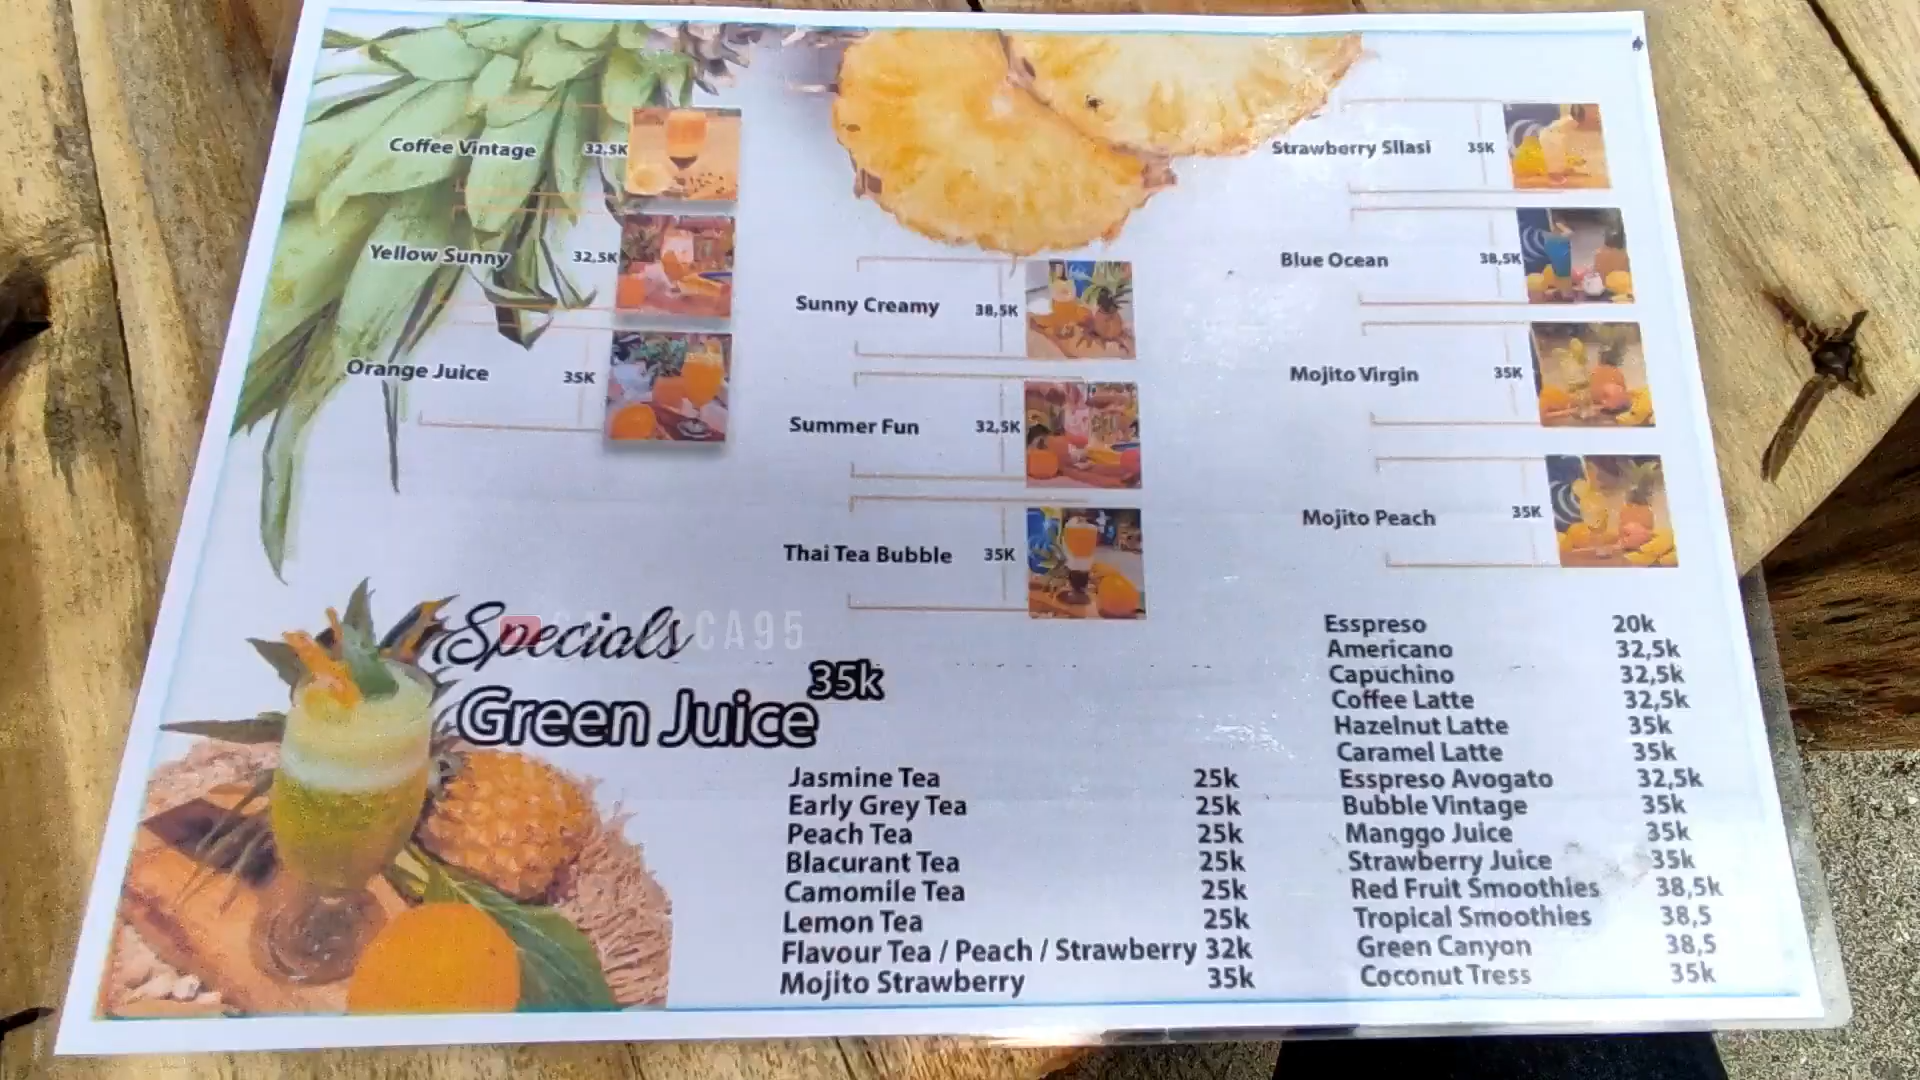 Coffee Vintage 32,5K
Yellow Sunny 32,5K
Orange Juice 35K
Sunny Creamy 38,5K
Summer Fun 32,5K
Thai Tea Bubble 35K
Strawberry Sllasi 35K
Blue Ocean 38,5K
Mojito Virgin 35K
Mojito Peach 35K
Specials
Green Juice 35k
Jasmine Tea 25k
Early Grey Tea 25k
Peach Tea 25k
Blacurant Tea 25k
Camomile Tea 25k
Lemon Tea 25k
Flavour Tea / Peach / Strawberry 32k
Mojito Strawberry 35k
Esspreso 20k
Americano 32,5k
Capuchino 32,5k
Coffee Latte 32,5k
Hazelnut Latte 35k
Caramel Latte 35k
Esspreso Avogato 32,5k
Bubble Vintage 35k
Manggo Juice 35k
Strawberry Juice 35k
Red Fruit Smoothies 38,5k
Tropical Smoothies 38,5
Green Canyon 38,5
Coconut Tress 35k